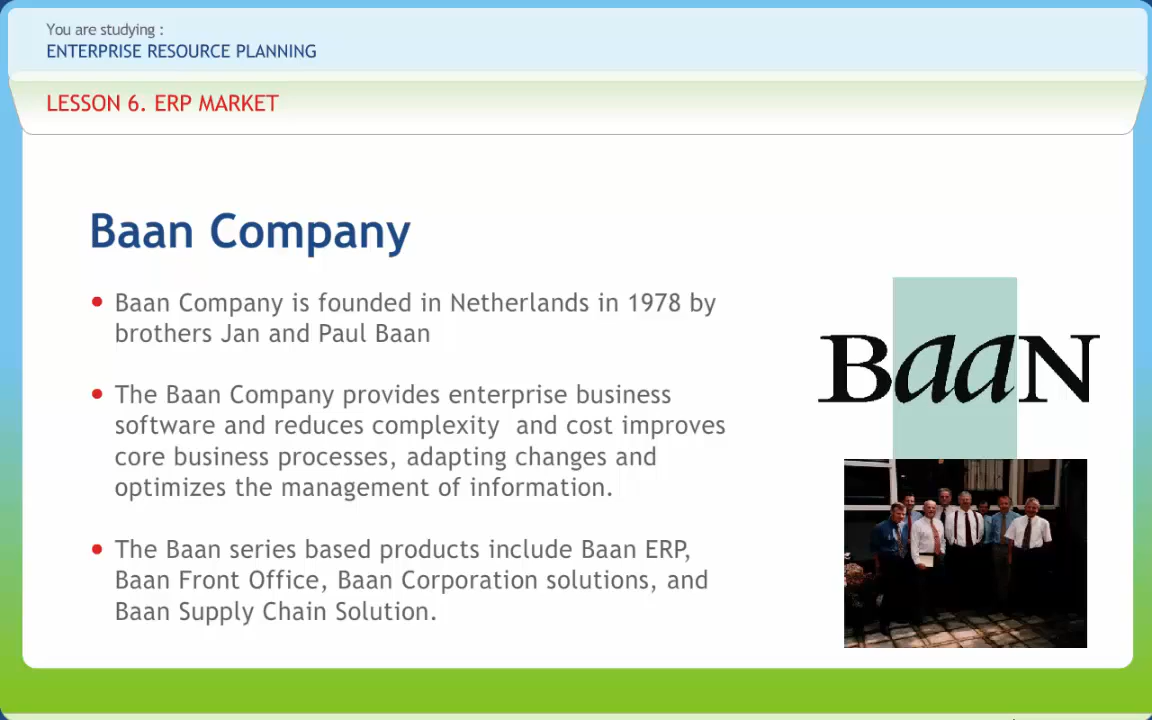 You are studying :
ENTERPRISE RESOURCE PLANNING
LESSON 6. ERP MARKET
Baan Company
• Baan Company is founded in Netherlands in 1978 by
brothers Jan and Paul Baan
• The Baan Company provides enterprise business
software and reduces complexity  and cost improves
core business processes, adapting changes and
optimizes the management of information.
• The Baan series based products include Baan ERP,
Baan Front Office, Baan Corporation solutions, and
Baan Supply Chain Solution.
BaaN